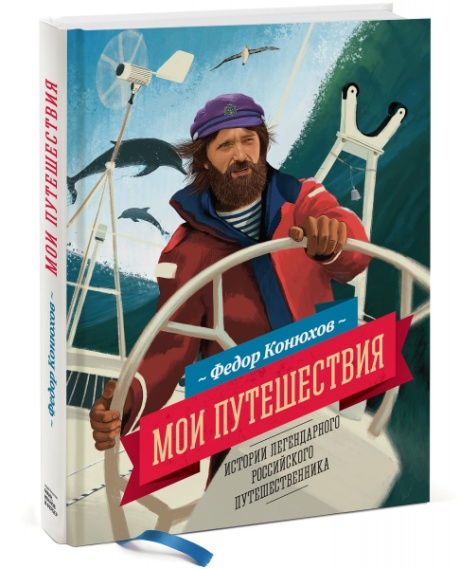 МОИ ПУТЕШЕСТВИЯ
~ Федор Конюхов ~
~ Федор Конюхов ~
МОИ ПУТЕШЕСТВИЯ
ИСТОРИИ ЛЕГЕНДАРНОГО
РОССИЙСКОГО
ПУТЕШЕСТВЕННИКА